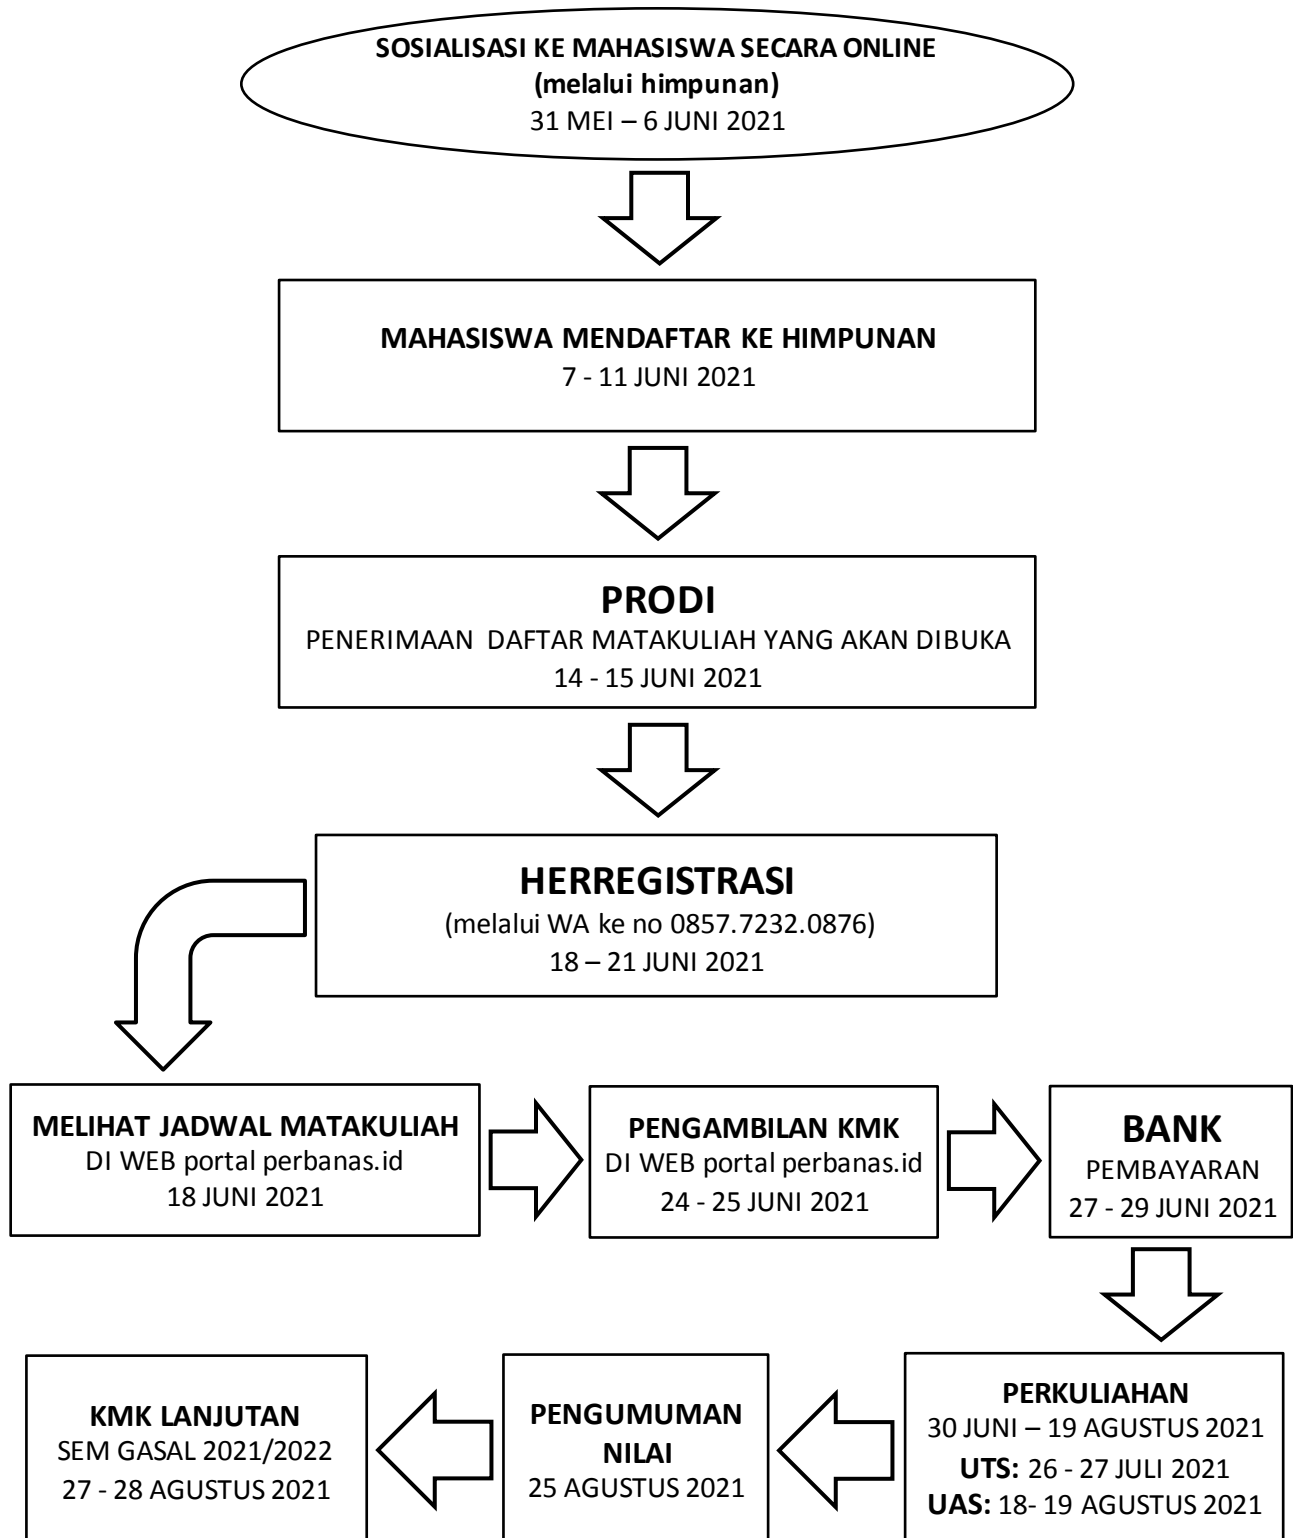 SOSIALISASI KE MAHASISWA SECARA ONLINE
(melalui himpunan)
31 MEI – 6 JUNI 2021
MAHASISWA MENDAFTAR KE HIMPUNAN
7 - 11 JUNI 2021
PRODI
PENERIMAAN DAFTAR MATAKULIAH YANG AKAN DIBUKA
14 - 15 JUNI 2021
HERREGISTRASI
(melalui WA ke no 0857.7232.0876)
18 – 21 JUNI 2021
MELIHAT JADWAL MATAKULIAH
DI WEB portal perbanas.id
18 JUNI 2021
PENGAMBILAN KMK
DI WEB portal perbanas.id
24 - 25 JUNI 2021
BANK
PEMBAYARAN
27 - 29 JUNI 2021
PERKULIAHAN
30 JUNI – 19 AGUSTUS 2021
UTS: 26 - 27 JULI 2021
UAS: 18- 19 AGUSTUS 2021
PENGUMUMAN
NILAI
25 AGUSTUS 2021
KMK LANJUTAN
SEM GASAL 2021/2022
27 - 28 AGUSTUS 2021